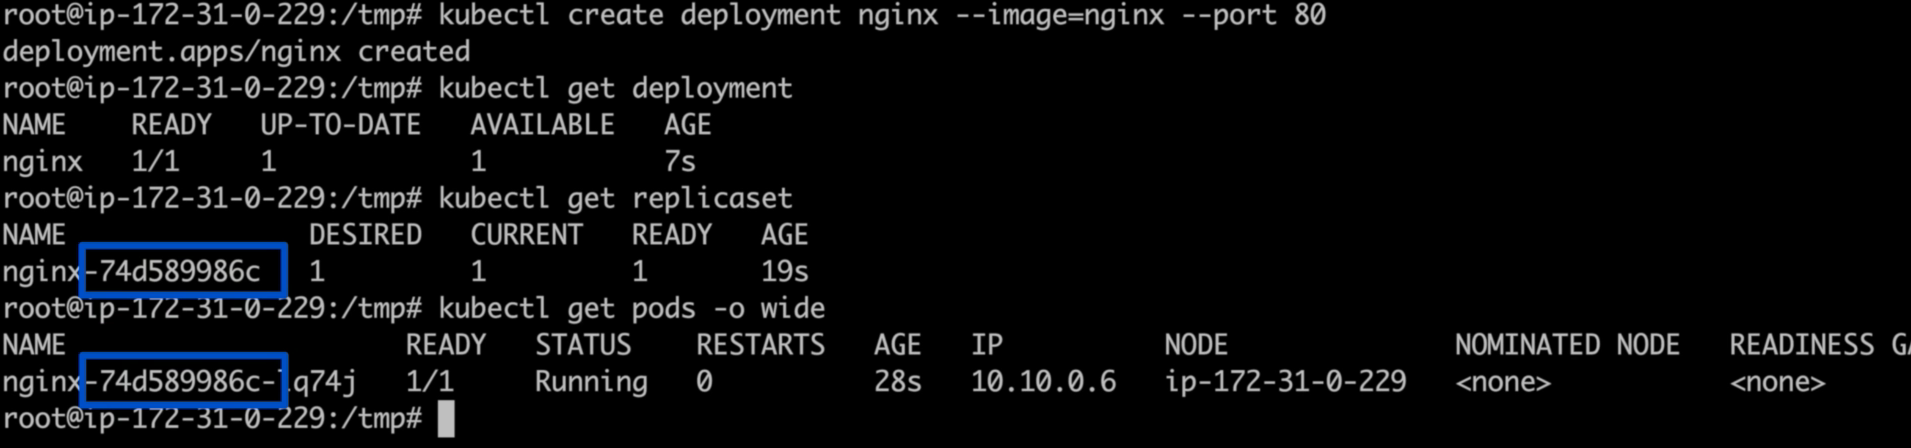 root@ip-172-31-0-229:/tmp# kubectl create deployment nginx --image=nginx --port 80
deployment.apps/nginx created
root@ip-172-31-0-229:/tmp# kubectl get deployment
NAME READY UP-TO-DATE AVAILABLE AGE
nginx 1/1 1 1 7s
root@ip-172-31-0-229:/tmp# kubectl get replicaset
NAME DESIRED CURRENT READY AGE
nginx-74d589986c 1 1 1 19s
root@ip-172-31-0-229:/tmp# kubectl get pods -o wide
NAME READY STATUS RESTARTS AGE IP NODE NOMINATED NODE READINESS GA
nginx-74d589986c-lq74j 1/1 Running 0 28s 10.10.0.6 ip-172-31-0-229 <none> <none>
root@ip-172-31-0-229:/tmp#